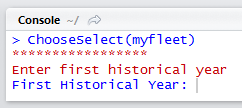 Console ~/
> ChooseSelect(myfleet)
*****************
Enter first historical year
First Historical Year: